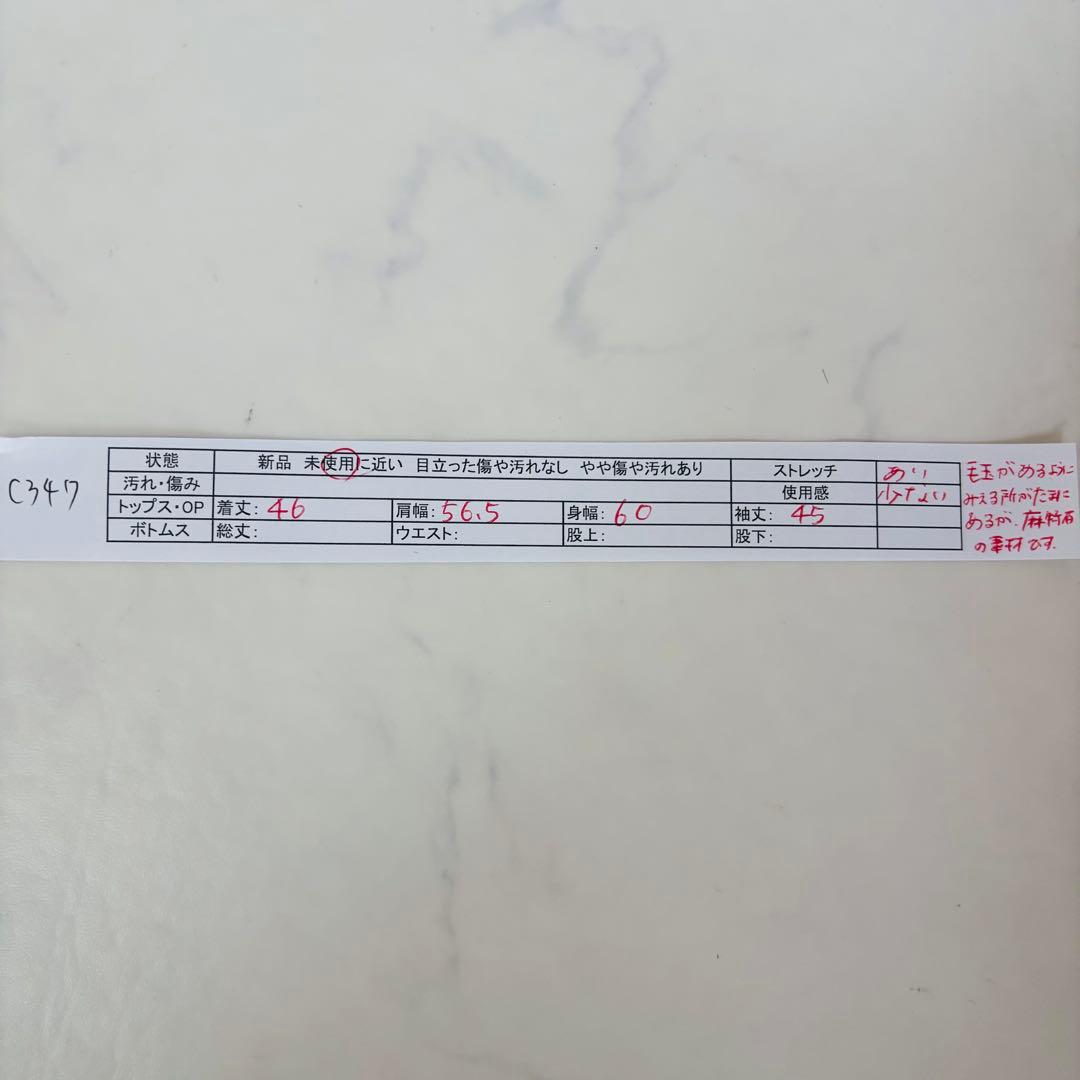 C347
状態 新品 未使用に近い 目立った傷や汚れなし やや傷や汚れあり ストレッチ あり
汚れ・傷み 使用感 少ない
トップス・OP 着丈: 46 肩幅: 56.5 身幅: 60 袖丈: 45
ボトムス 総丈: ウエスト: 股上: 股下:
毛玉があるように
みえる所がたまに
あるが、麻特有
の素材です。